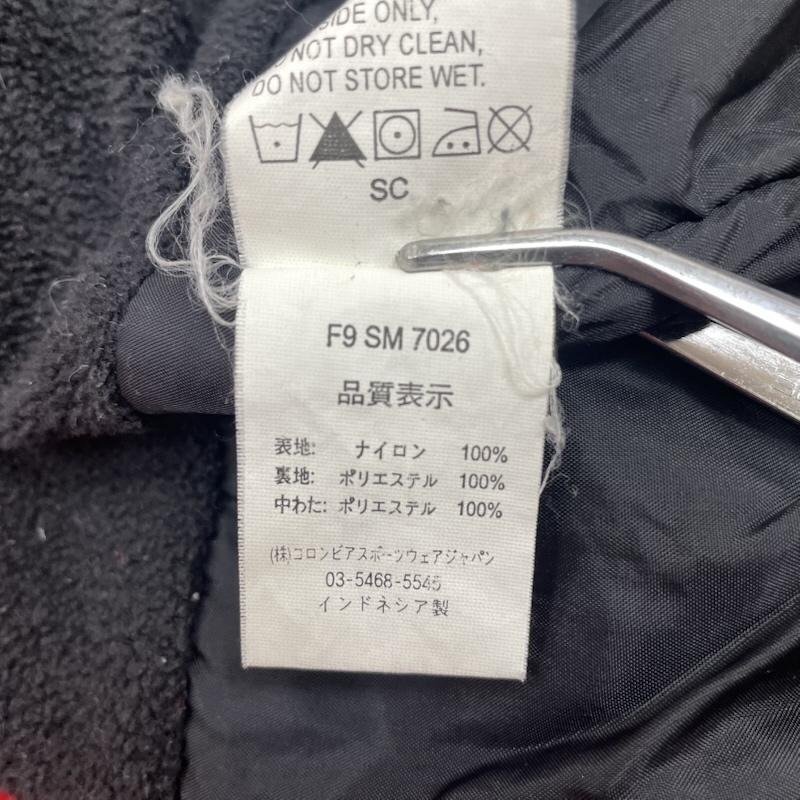 SIDE ONLY,
DO NOT DRY CLEAN,
DO NOT STORE WET.
SC
F9 SM 7026
品質表示
表地: ナイロン 100%
裏地: ポリエステル 100%
中わた: ポリエステル 100%
(株)コロンビアスポーツウェアジャパン
03-5468-5545
インドネシア製